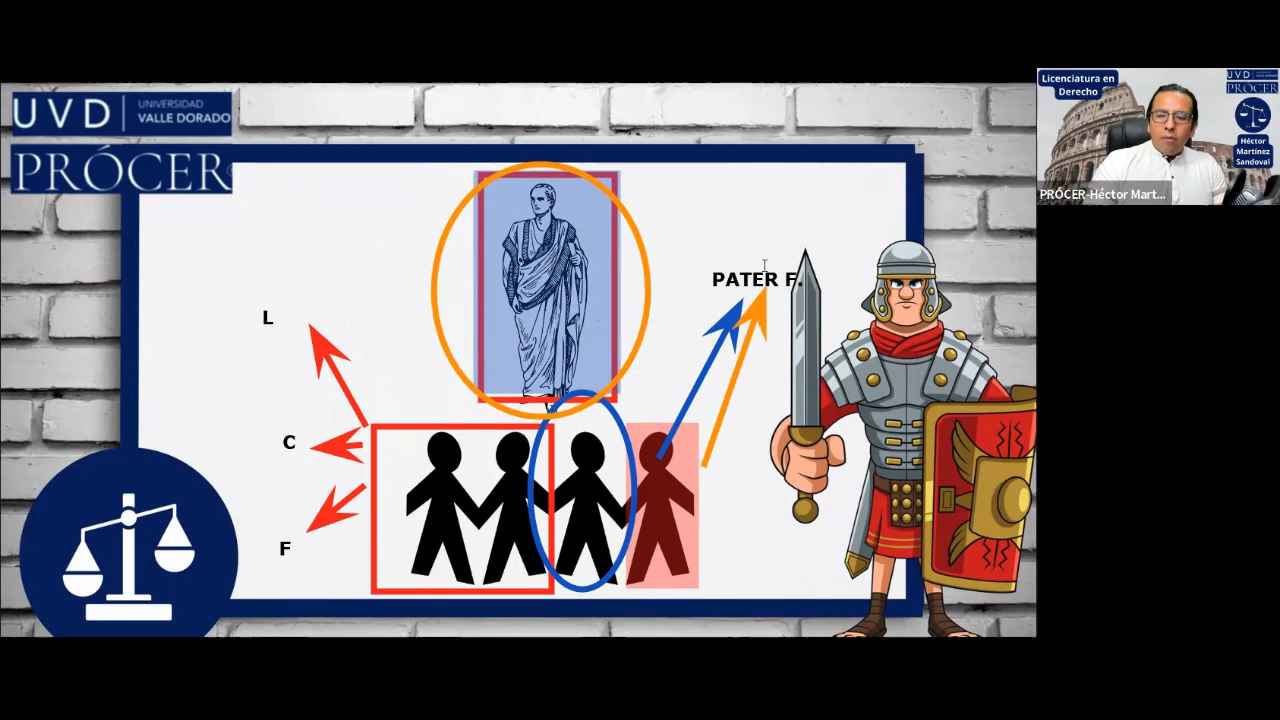 UVD
UNIVERSIDAD
VALLE DORADO
PRÓCER
PATER F.
L
C
F
Licenciatura en
Derecho
UVD
PRÓCER
Héctor
Martínez
Sandoval
PRÓCER-Héctor Mart...